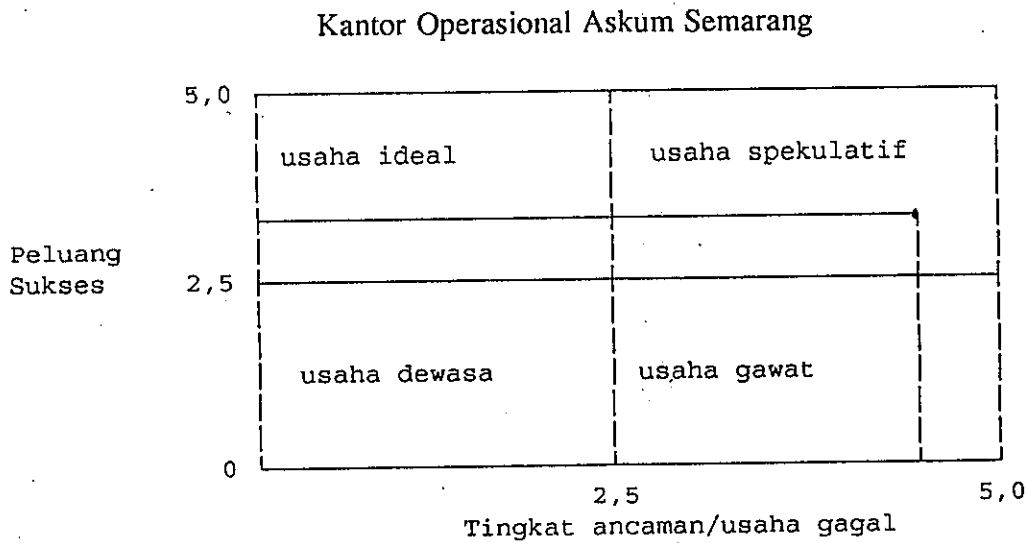 Kantor Operasional Askum Semarang
5,0
usaha ideal
usaha spekulatif
Peluang
Sukses
2,5
usaha dewasa
usaha gawat
0
2,5
5,0
Tingkat ancaman/usaha gagal